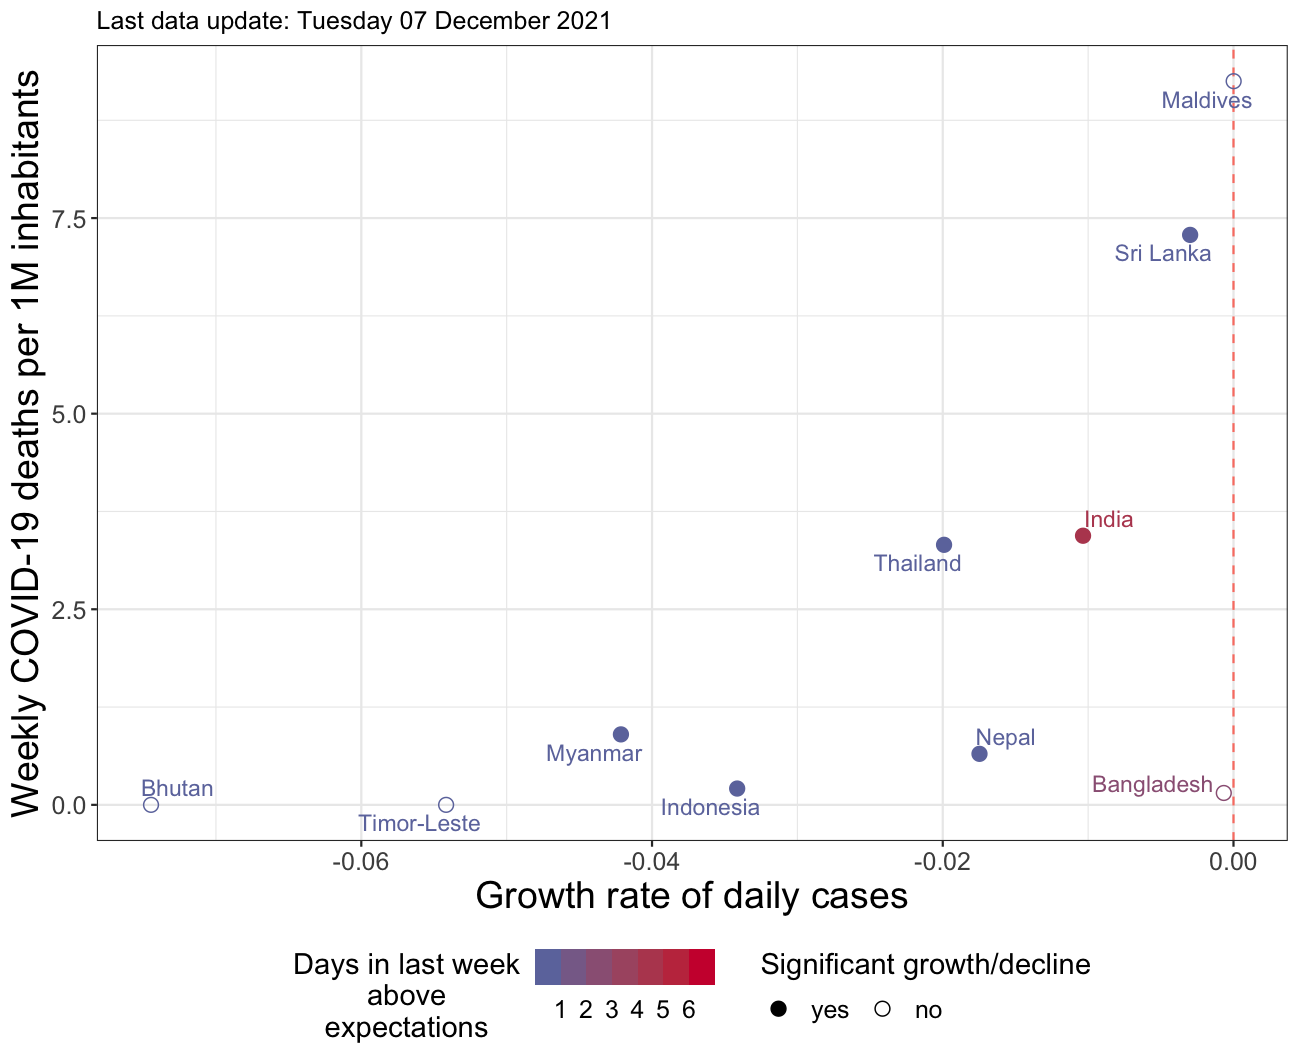 Last data update: Tuesday 07 December 2021
Weekly COVID-19 deaths per 1M inhabitants
7.5
5.0
2.5
0.0
Maldives
Sri Lanka
India
Thailand
Nepal
Myanmar
Bangladesh
Bhutan
Indonesia
Timor-Leste
-0.06
-0.04
-0.02
0.00
Growth rate of daily cases
Days in last week
above
expectations
1 2 3 4 5 6
Significant growth/decline
yes no